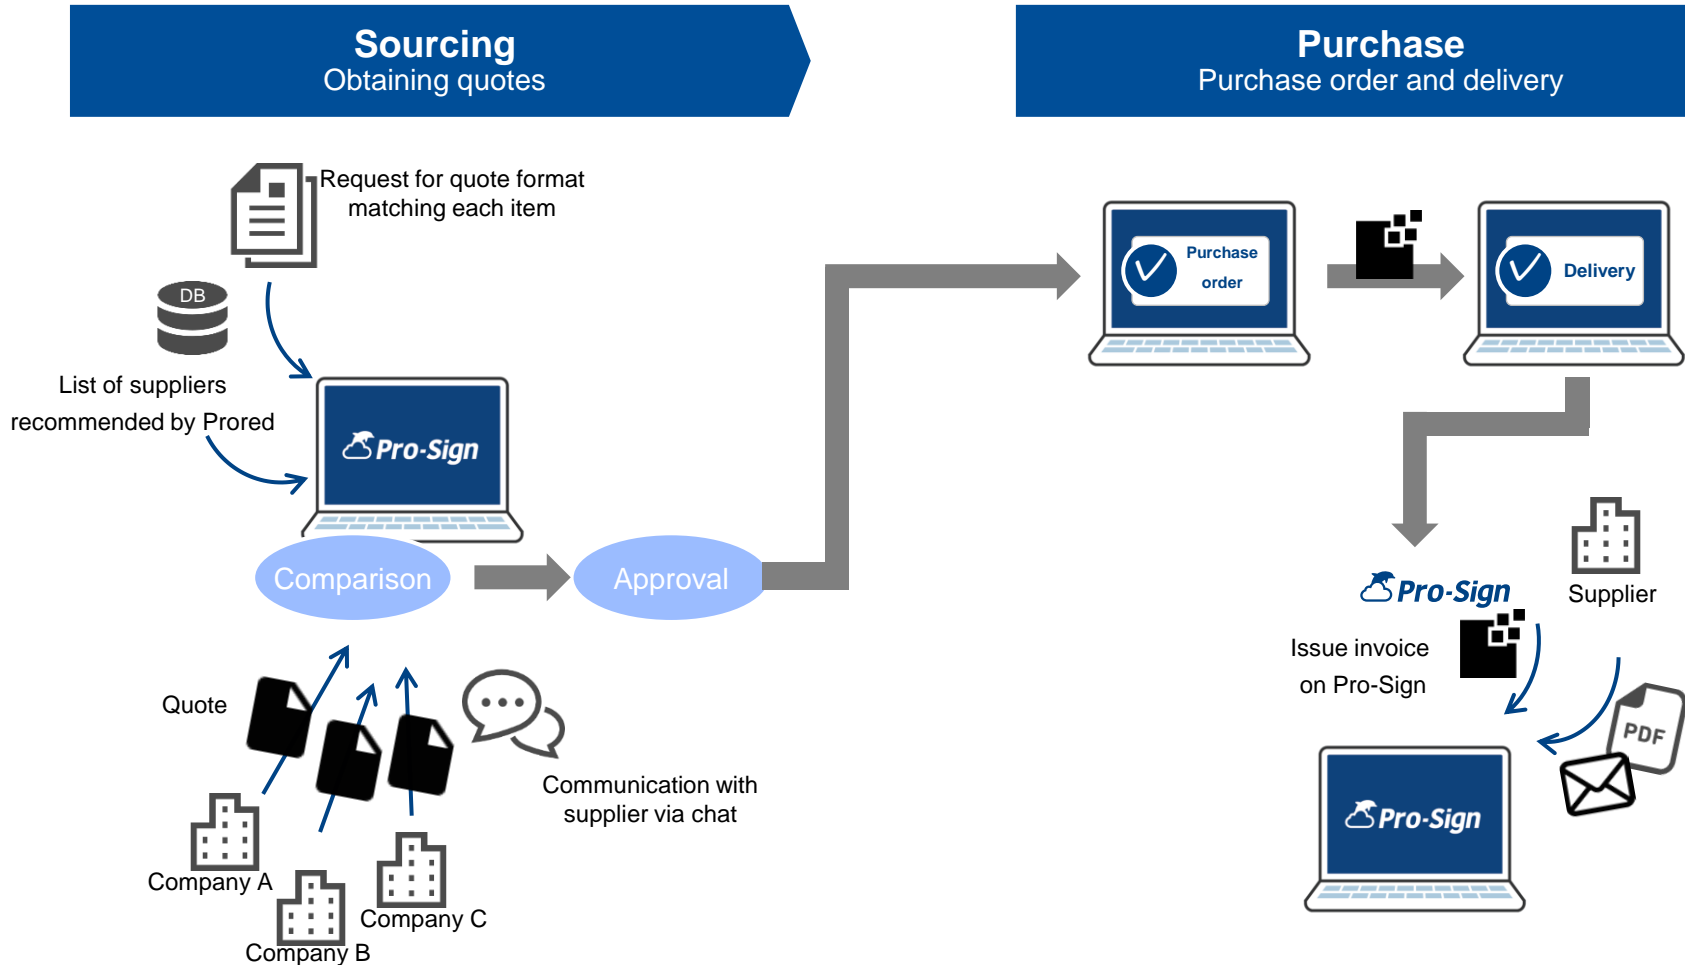 Sourcing
Obtaining quotes
Purchase
Purchase order and delivery
Request for quote format
matching each item
DB
List of suppliers
recommended by Prored
Pro-Sign
Comparison
Approval
Quote
Communication with
supplier via chat
Company A
Company B
Company C
Purchase
order
Delivery
Pro-Sign
Supplier
Issue invoice
on Pro-Sign
PDF
Pro-Sign